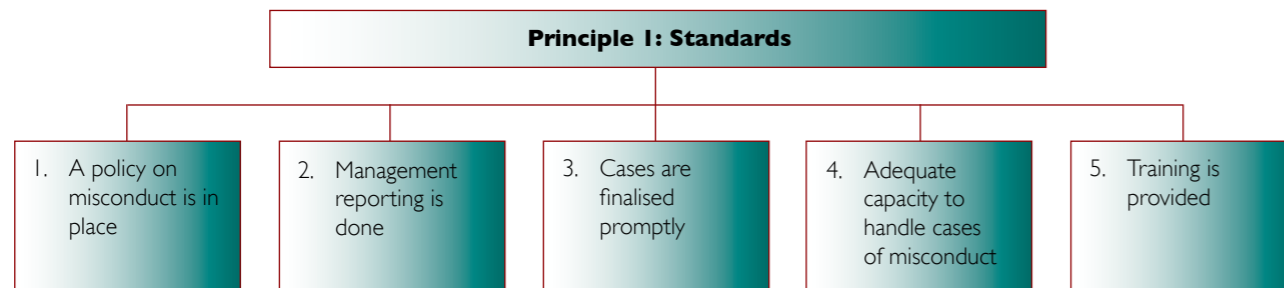 Principle 1: Standards
1. A policy on
misconduct is in
place
2. Management
reporting is
done
3. Cases are
finalised
promptly
4. Adequate
capacity to
handle cases
of misconduct
5. Training is
provided